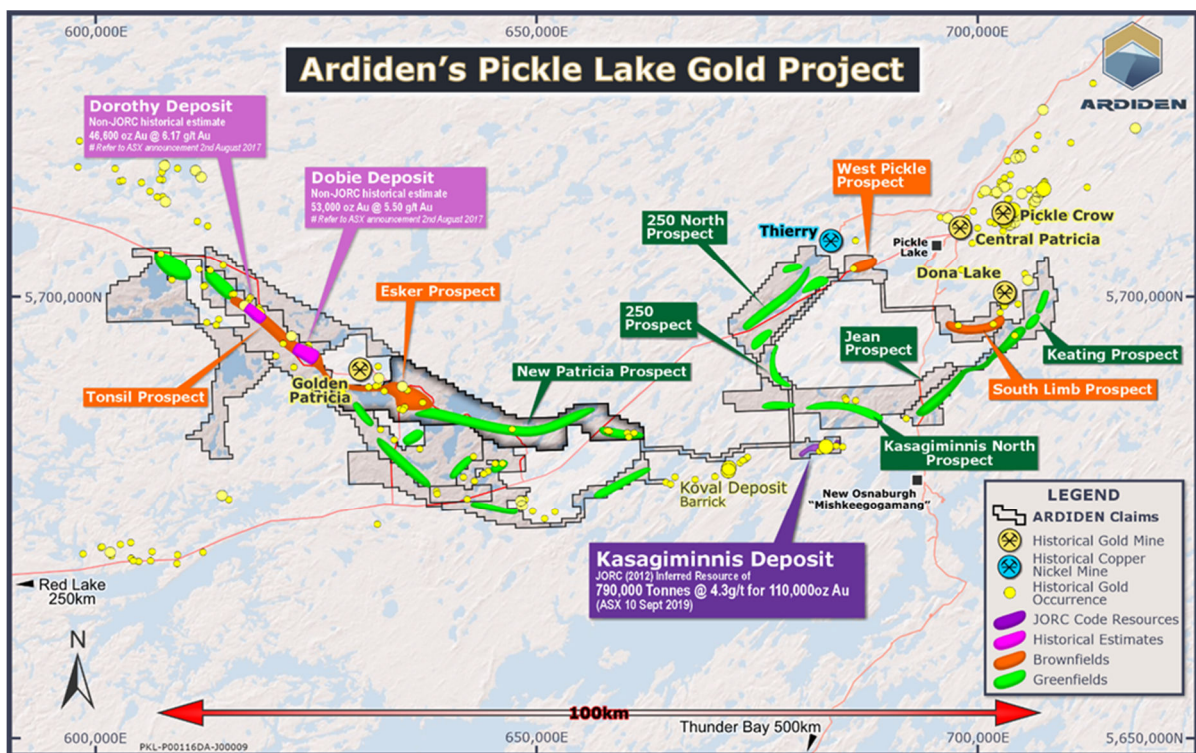 600,000E
650,000E
700,000E
Ardiden's Pickle Lake Gold Project
ARDIDEN
Dorothy Deposit
Non-JORC historical estimate
46,600 oz Au @ 6.17 g/t Au
# Refer to ASX announcement 2nd August 2017
Dobie Deposit
Non-JORC historical estimate
53,000 oz Au @ 5.50 g/t Au
# Refer to ASX announcement 2nd August 2017
West Pickle
Prospect
250 North
Prospect
Thierry
Pickle
Lake
Pickle Crow
Central Patricia
Dona Lake
5,700,000N
5,700,000N
Esker Prospect
250
Prospect
Jean
Prospect
Keating Prospect
South Limb Prospect
Tonsil Prospect
Golden
Patricia
New Patricia Prospect
Kasagiminnis North
Prospect
Koval Deposit
Barrick
New Osnaburgh
"Mishkeegogamang"
Kasagiminnis Deposit
JORC (2012) Inferred Resource of
790,000 Tonnes @ 4.3g/t for 110,000oz Au
(ASX 10 Sept 2019)
Red Lake
250km
N
LEGEND
ARDIDEN Claims
Historical Gold Mine
Historical Copper
Nickel Mine
Historical Gold
Occurrence
JORC Code Resources
Historical Estimates
Brownfields
Greenfields
100km
Thunder Bay 500km
PKL-P00116DA-J00009
600,000E
650,000E
700,000E
5,650,000N